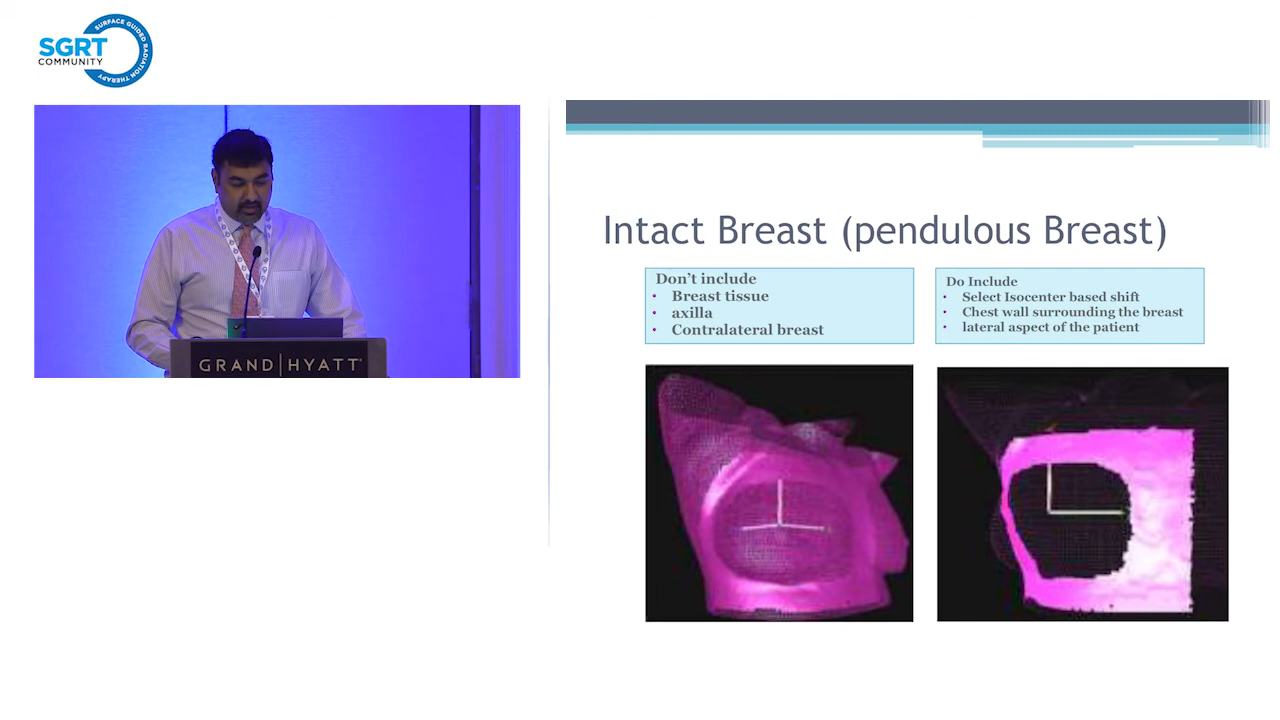 SURFACE GUIDED RADIATION THERAPY
SGRT
COMMUNITY
GRAND HYATT
Intact Breast (pendulous Breast)
Don't include
• Breast tissue
• axilla
• Contralateral breast
Do Include
• Select Isocenter based shift
• Chest wall surrounding the breast
• lateral aspect of the patient